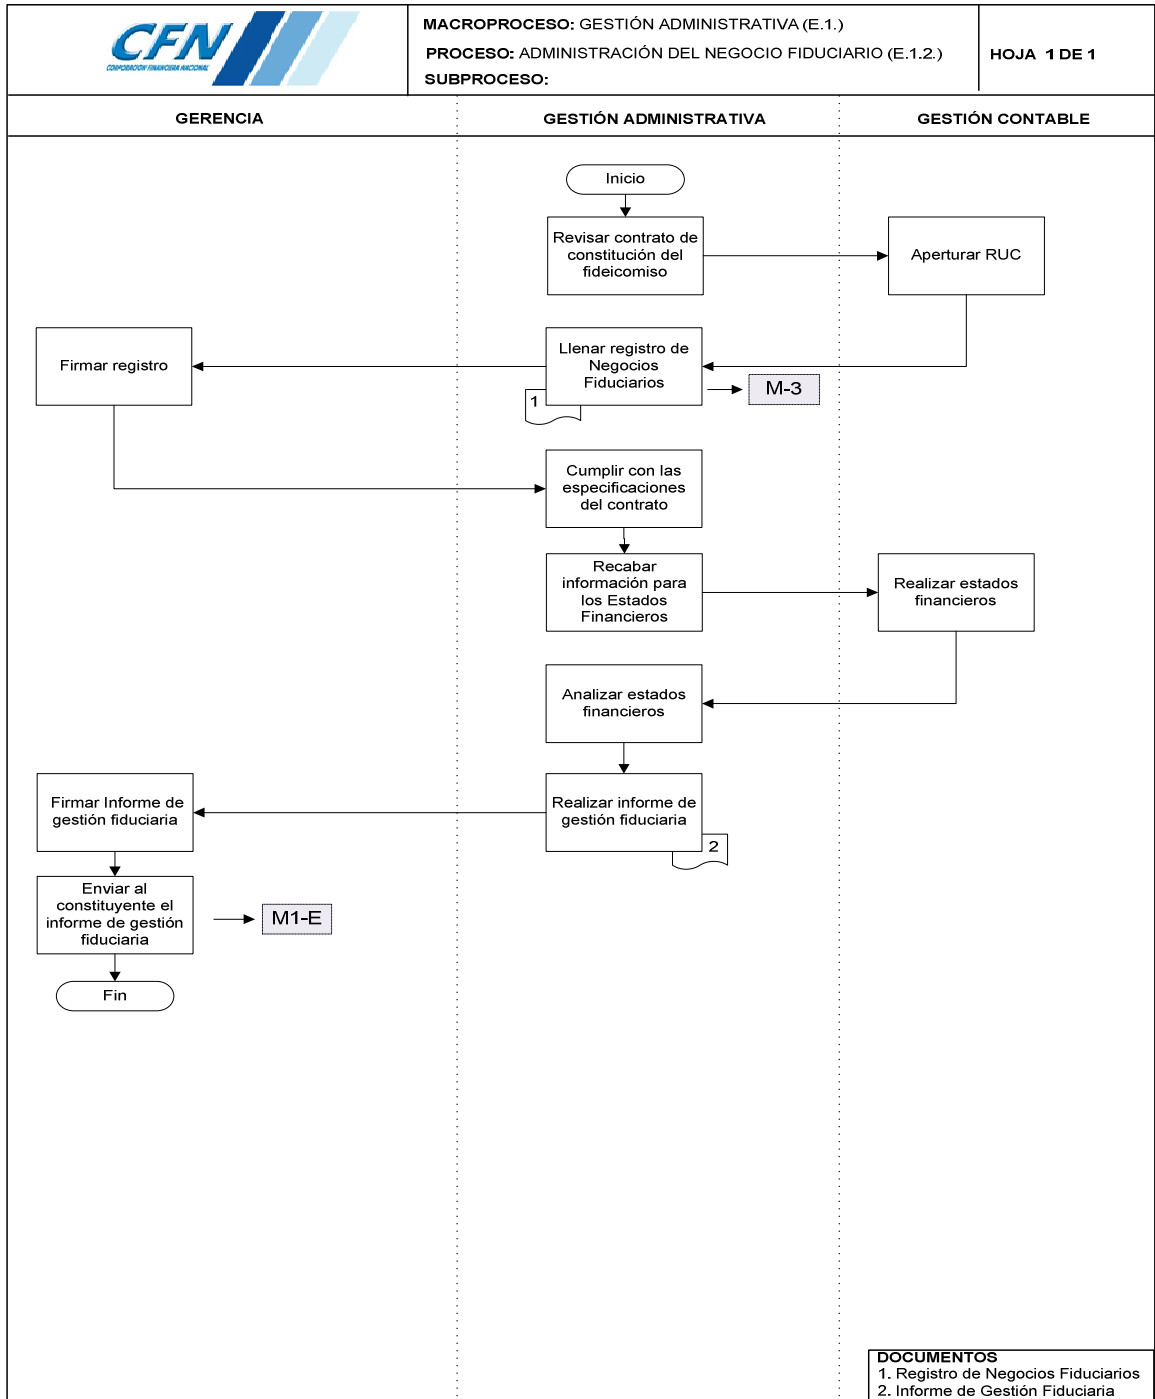 CFN
CORPORACIÓN FINANCIERA NACIONAL
MACROPROCESO: GESTIÓN ADMINISTRATIVA (E.1.)
PROCESO: ADMINISTRACIÓN DEL NEGOCIO FIDUCIARIO (E.1.2.)
SUBPROCESO:
HOJA 1 DE 1
GERENCIA
GESTIÓN ADMINISTRATIVA
GESTIÓN CONTABLE
Inicio
Revisar contrato de
constitución del
fideicomiso
Aperturar RUC
Firmar registro
Llenar registro de
Negocios
Fiduciarios
1
M-3
Cumplir con las
especificaciones
del contrato
Recabar
información para
los Estados
Financieros
Realizar estados
financieros
Analizar estados
financieros
Firmar Informe de
gestión fiduciaria
Realizar informe de
gestión fiduciaria
2
Enviar al
constituyente el
informe de gestión
fiduciaria
M1-E
Fin
DOCUMENTOS
1. Registro de Negocios Fiduciarios
2. Informe de Gestión Fiduciaria